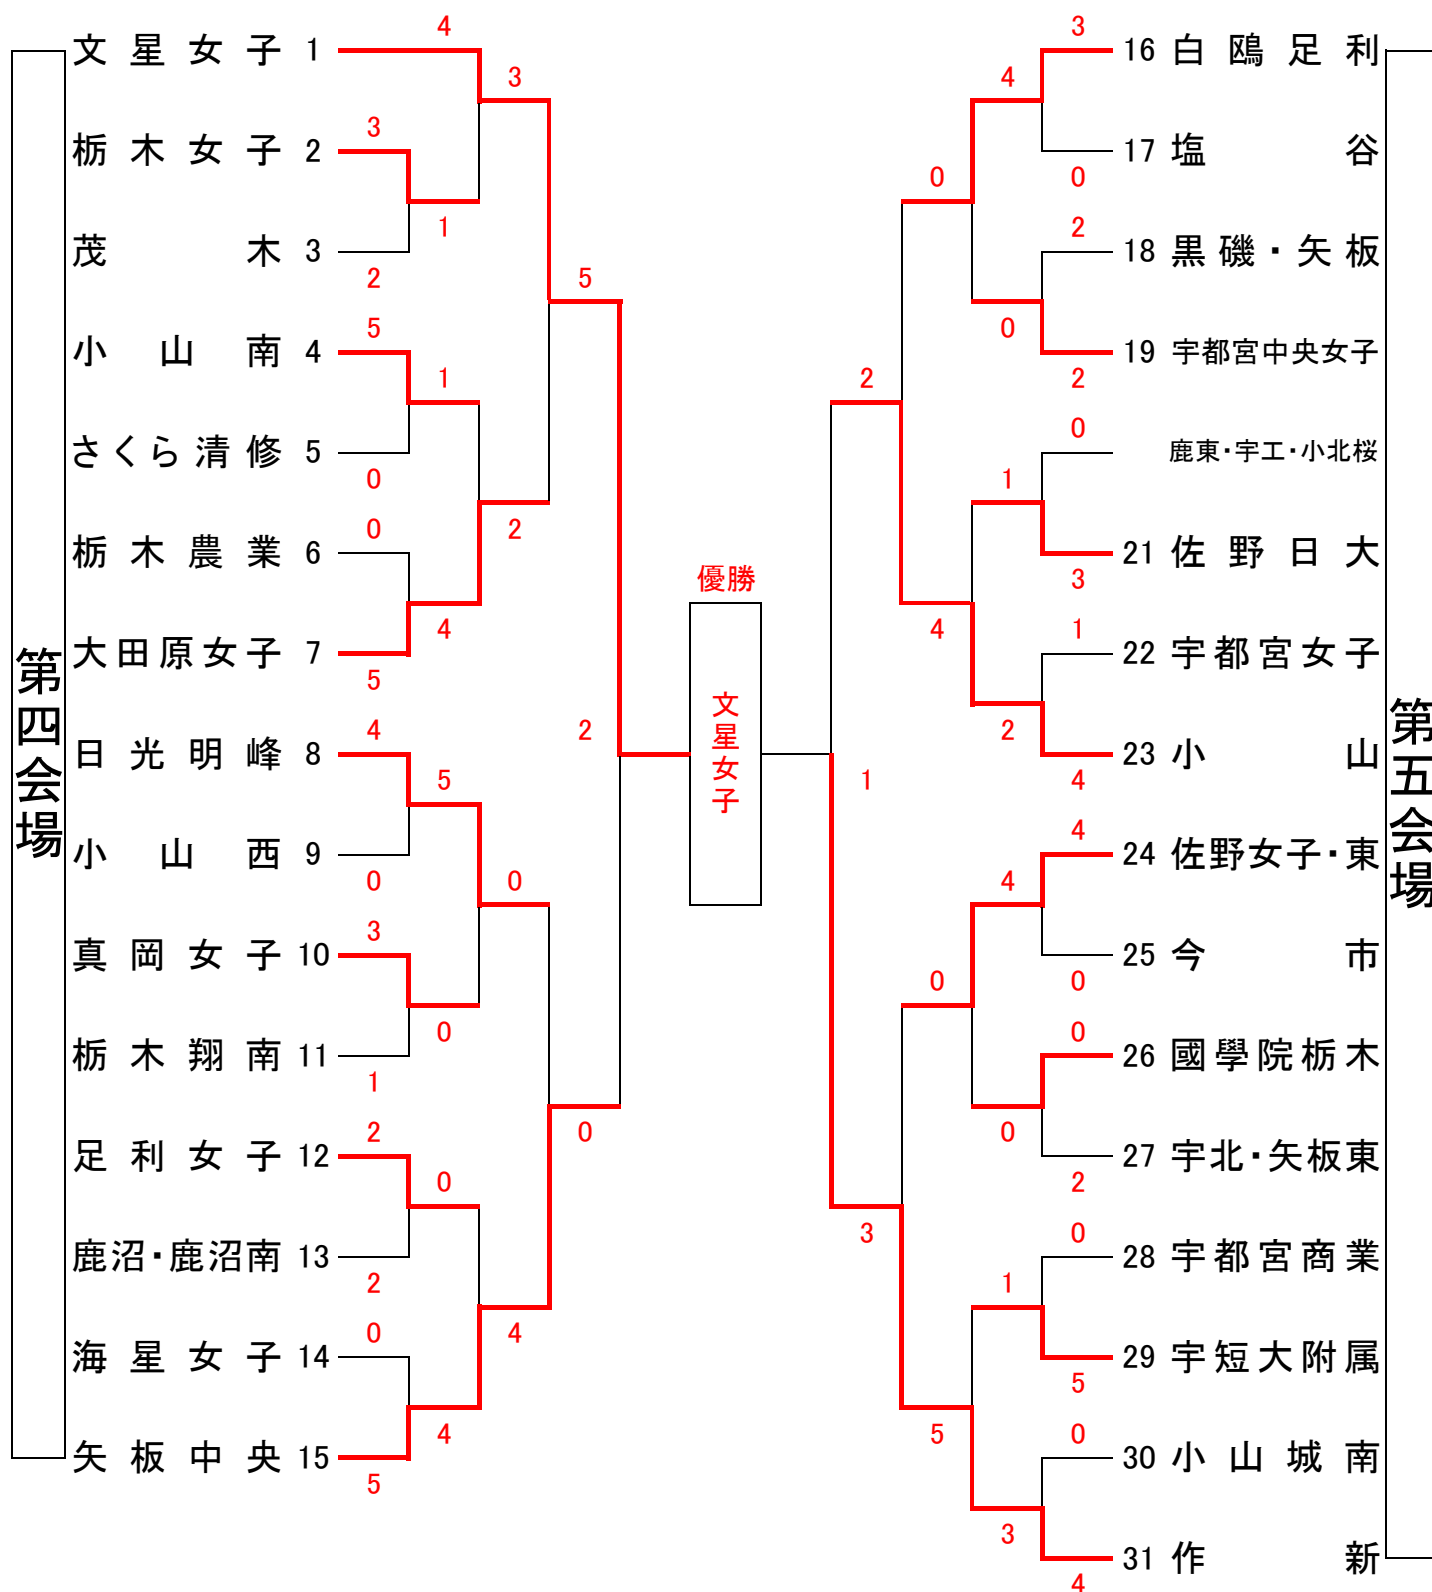 第四会場
文星女子 1
栃木女子 2
茂木 3
小山南 4
さくら清修 5
栃木農業 6
大田原女子 7
日光明峰 8
小山西 9
真岡女子 10
栃木翔南 11
足利女子 12
鹿沼・鹿沼南 13
海星女子 14
矢板中央 15
4
3
2
5
0
0
5
4
0
3
1
2
2
0
5
1
1
4
5
0
0
4
3
2
0
4
5
0
2
優勝
文星女子
1
2
3
0
4
0
5
4
0
1
2
4
0
1
3
3
0
2
2
0
3
1
4
4
0
0
2
0
5
0
4
16 白鴎足利
17 塩谷
18 黒磯・矢板
19 宇都宮中央女子
鹿東・宇工・小北桜
21 佐野日大
22 宇都宮女子
23 小山
24 佐野女子・東
25 今市
26 國學院栃木
27 宇北・矢板東
28 宇都宮商業
29 宇短大附属
30 小山城南
31 作新
第五会場